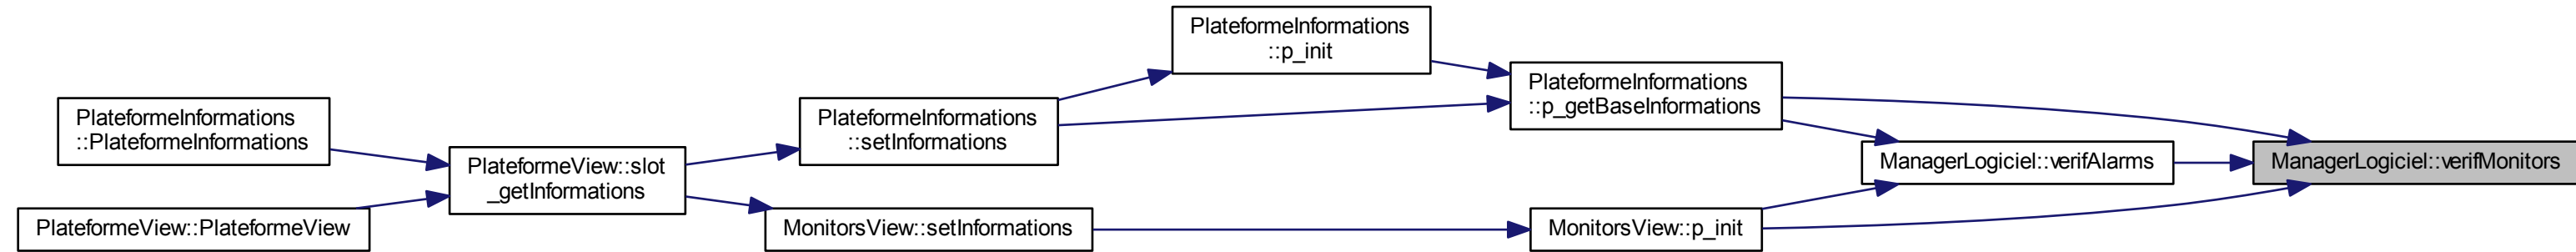 PlateformeInformations
::PlateformeInformations
PlateformeView::PlateformeView
PlateformeView::slot
_getInformations
PlateformeInformations
::setInformations
MonitorsView::setInformations
PlateformeInformations
::p_init
PlateformeInformations
::p_getBaseInformations
MonitorsView::p_init
ManagerLogiciel::verifAlarms
ManagerLogiciel::verifMonitors